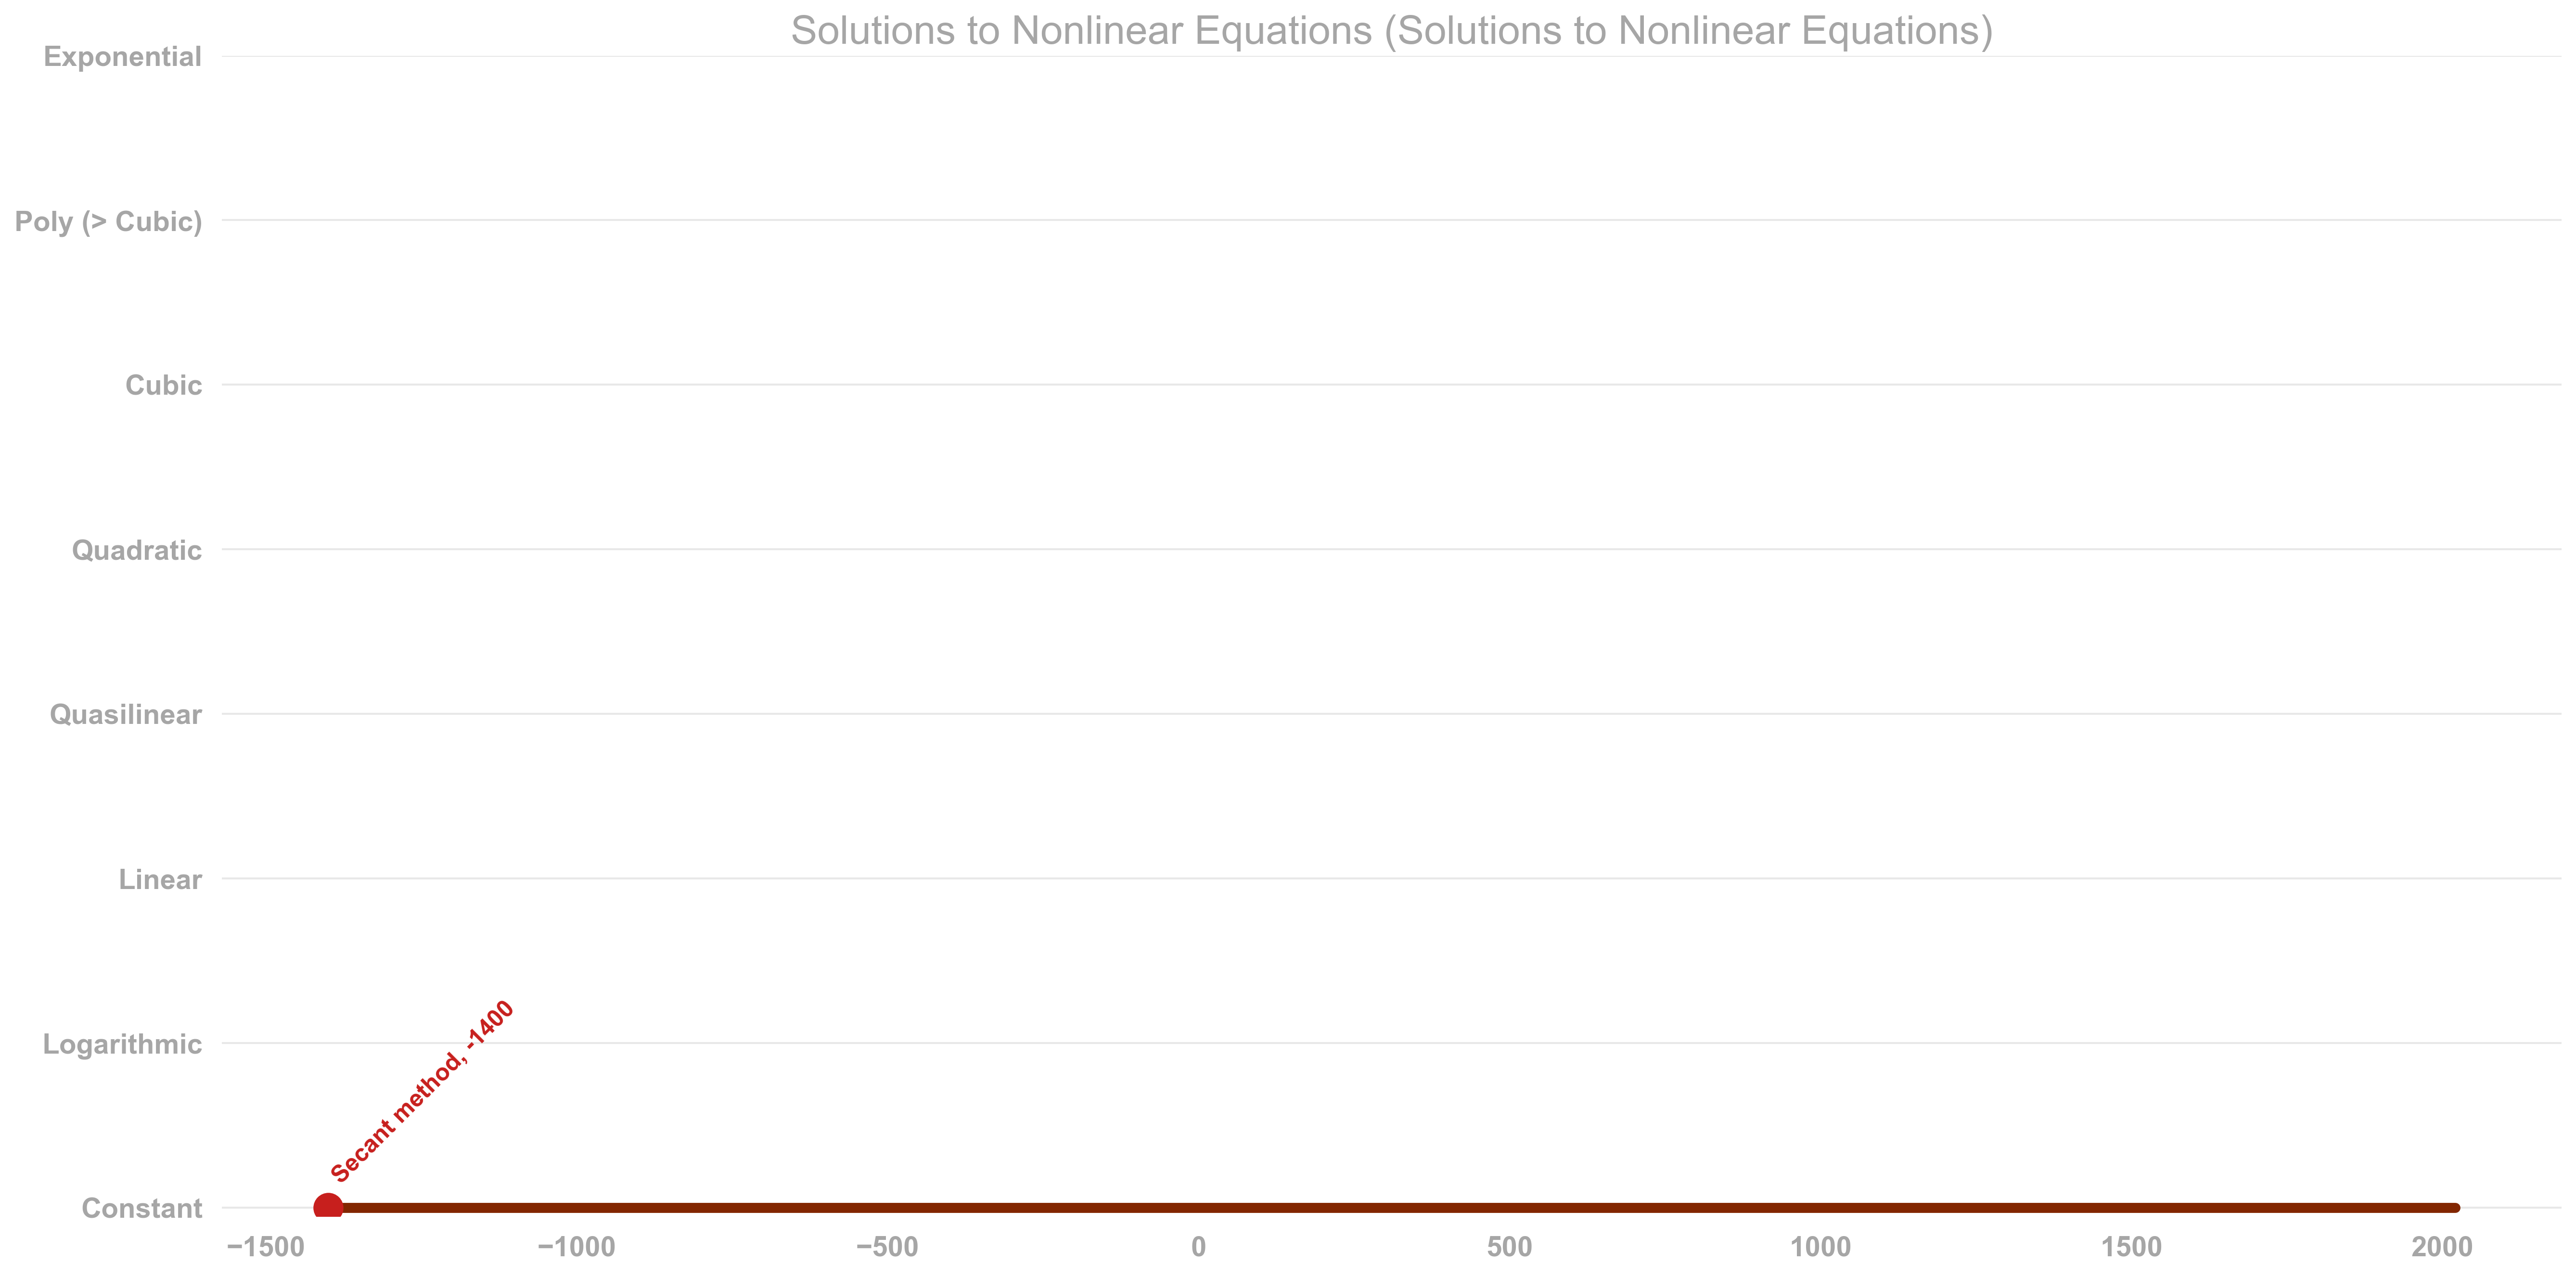 Solutions to Nonlinear Equations (Solutions to Nonlinear Equations)
Exponential
Poly (> Cubic)
Cubic
Quadratic
Quasilinear
Linear
Logarithmic
Secant method, -1400
Constant
−1500 −1000 −500 0 500 1000 1500 2000